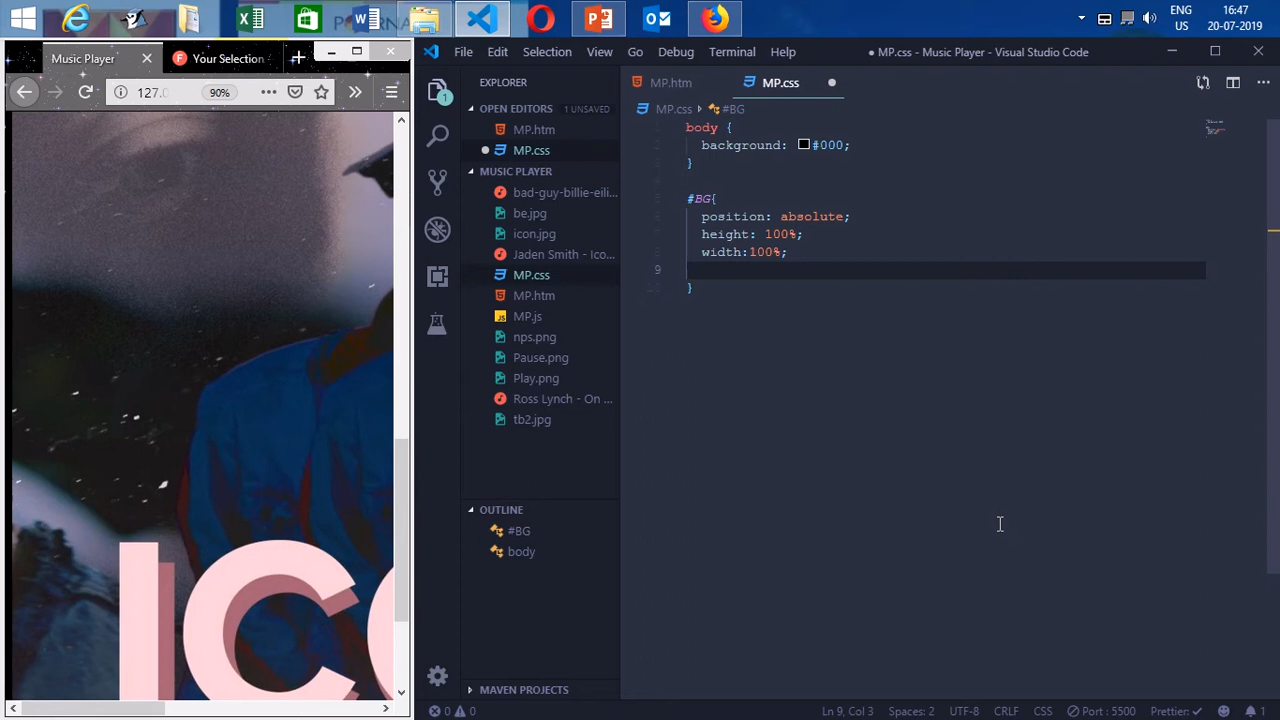 ENG 16:47
US 20-07-2019
Music Player
Your Selection
127.0
90%
ICO
File Edit Selection View Go Debug Terminal Help
● MP.css - Music Player - Visual Studio Code
EXPLORER
OPEN EDITORS 1 UNSAVED
MP.htm
MP.css
MUSIC PLAYER
bad-guy-billie-eili...
be.jpg
icon.jpg
Jaden Smith - Ico...
MP.css
MP.htm
MP.js
nps.png
Pause.png
Play.png
Ross Lynch - On ...
tb2.jpg
OUTLINE
#BG
body
MAVEN PROJECTS
1
MP.htm MP.css
MP.css › #BG
body {
background: #000;
}
#BG{
position: absolute;
height: 100%;
width:100%;
9
}
0 0 Ln 9, Col 3 Spaces: 2 UTF-8 CRLF CSS Port : 5500 Prettier: ✓ 1